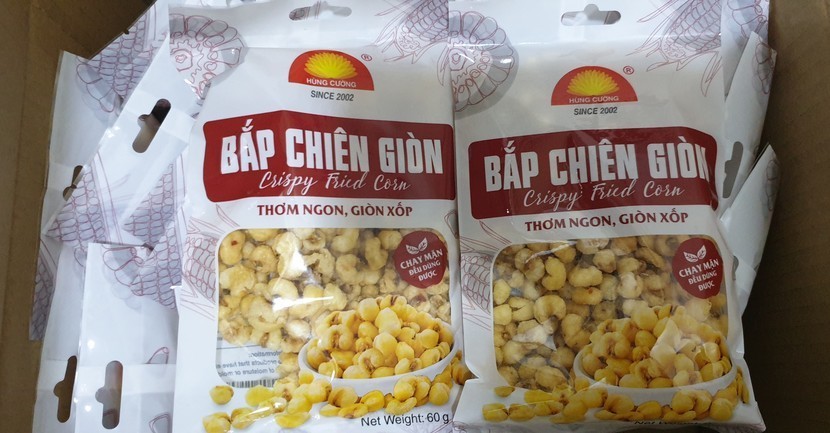 HÙNG CƯỜNG
®
SINCE 2002
BẮP CHIÊN GIÒN
Crispy Fried Corn
THƠM NGON, GIÒN XỐP
CHAY MẶN
ĐỀU DÙNG
ĐƯỢC
Net Weight: 60 g
HÙNG CƯỜNG
®
SINCE 2002
BẮP CHIÊN GIÒN
Crispy Fried Corn
THƠM NGON, GIÒN XỐP
CHAY MẶN
ĐỀU DÙNG
ĐƯỢC